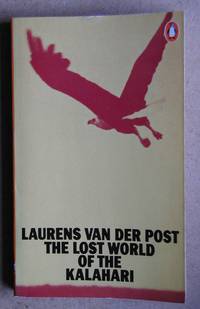 LAURENS VAN DER POST
THE LOST WORLD
OF THE
KALAHARI